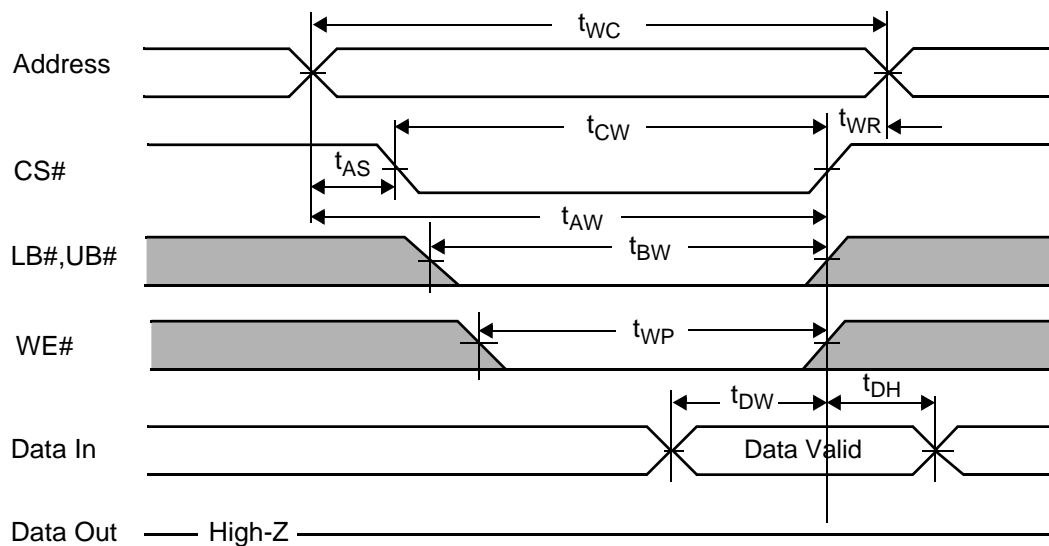 tWC
Address
tCW
tWR
CS#
tAS
tAW
LB#,UB#
tBW
WE#
tWP
tDW
tDH
Data In
Data Valid
Data Out
High-Z